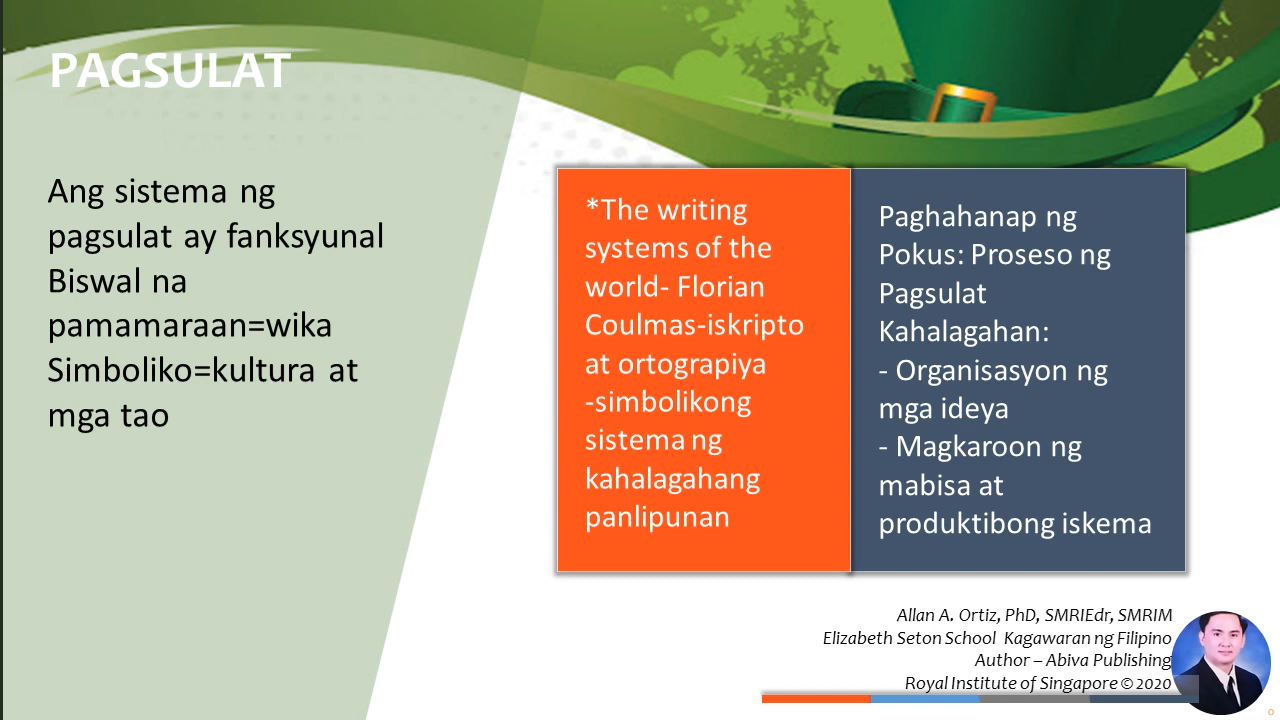 PAGSULAT
Ang sistema ng
pagsulat ay fanksyunal
Biswal na
pamamaraan=wika
Simboliko=kultura at
mga tao
*The writing
systems of the
world- Florian
Coulmas-iskripto
at ortograpiya
-simbolikong
sistema ng
kahalagahang
panlipunan
Paghahanap ng
Pokus: Proseso ng
Pagsulat
Kahalagahan:
- Organisasyon ng
mga ideya
- Magkaroon ng
mabisa at
produktibong iskema
Allan A. Ortiz, PhD, SMRIEdr, SMRIM
Elizabeth Seton School Kagawaran ng Filipino
Author – Abiva Publishing
Royal Institute of Singapore © 2020
0